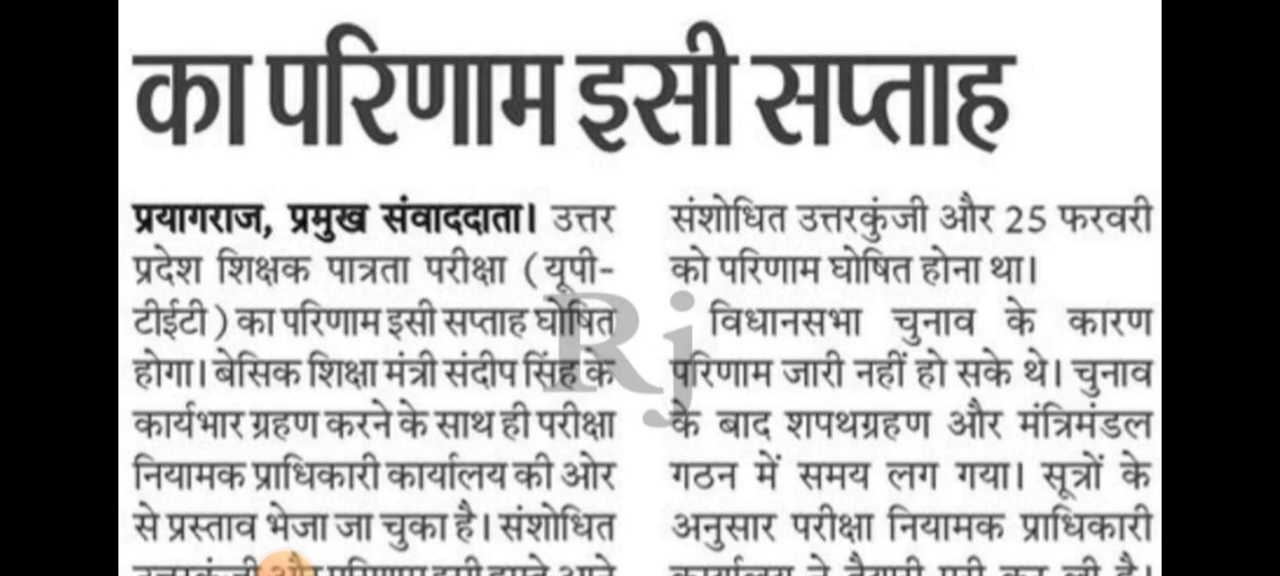 का परिणाम इसी सप्ताह
प्रयागराज, प्रमुख संवाददाता। उत्तर
प्रदेश शिक्षक पात्रता परीक्षा (यूपी-
टीईटी) का परिणाम इसी सप्ताह घोषित
होगा। बेसिक शिक्षा मंत्री संदीप सिंह के
कार्यभार ग्रहण करने के साथ ही परीक्षा
नियामक प्राधिकारी कार्यालय की ओर
से प्रस्ताव भेजा जा चुका है। संशोधित
संशोधित उत्तरकुंजी और 25 फरवरी
को परिणाम घोषित होना था।
विधानसभा चुनाव के कारण
परिणाम जारी नहीं हो सके थे। चुनाव
के बाद शपथग्रहण और मंत्रिमंडल
गठन में समय लग गया। सूत्रों के
अनुसार परीक्षा नियामक प्राधिकारी
Rj